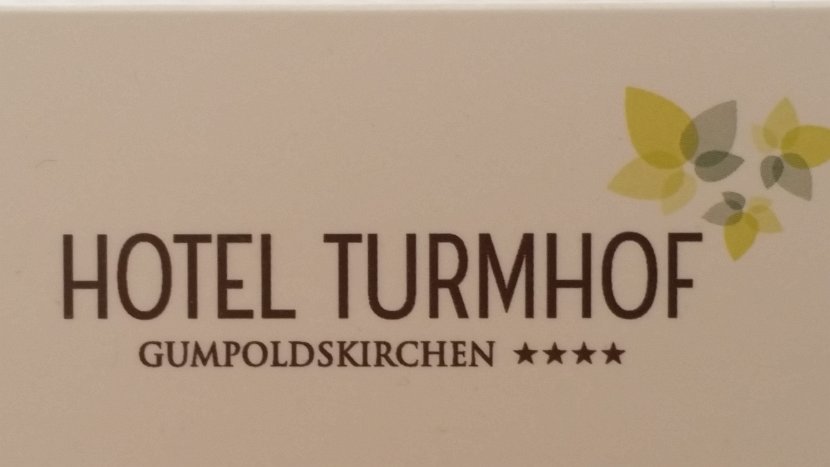 HOTEL TURMHOF
GUMPOLDSKIRCHEN ★★★★